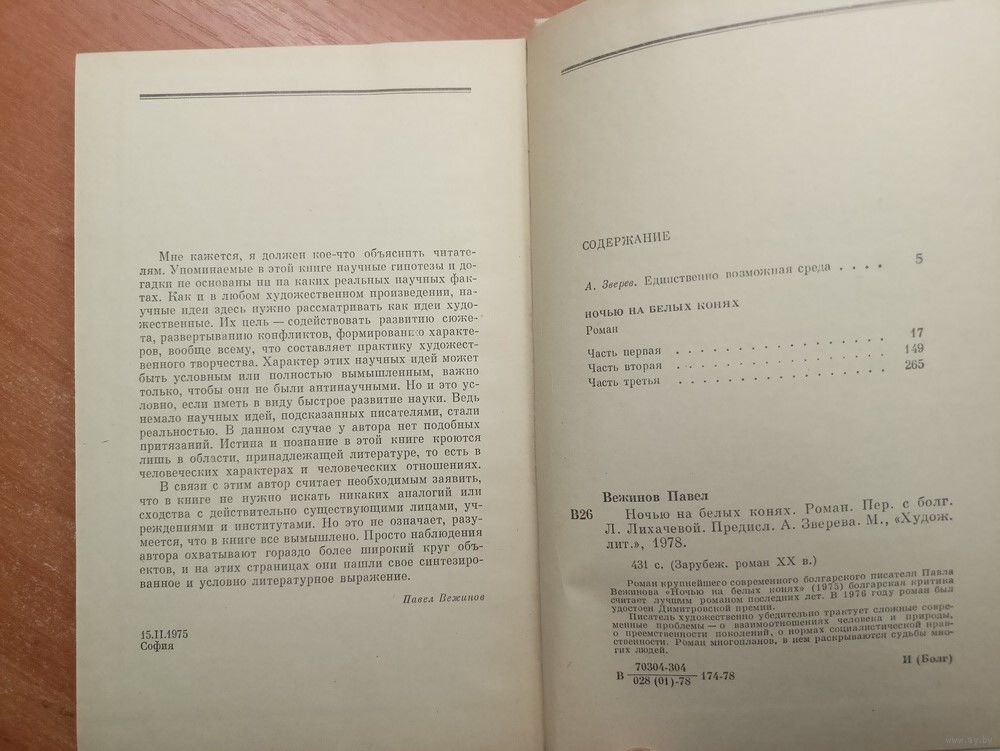 Мне кажется, я должен кое-что объяснить читате-
лям. Упоминаемые в этой книге научные гипотезы и до-
гадки не основаны ни на каких реальных научных фак-
тах. Как и в любом художественном произведении, на-
учные идеи здесь нужно рассматривать как идеи худо-
жественные. Их цель — содействовать развитию сюже-
та, развертыванию конфликтов, формированию характе-
ров, вообще всему, что составляет практику художест-
венного творчества. Характер этих научных идей может
быть условным или полностью вымышленным, важно
только, чтобы они не были антинаучными. Но и это ус-
ловно, если иметь в виду быстрое развитие науки. Ведь
немало научных идей, подсказанных писателями, стали
реальностью. В данном случае у автора нет подобных
притязаний. Истина и познание в этой книге кроются
лишь в области, принадлежащей литературе, то есть в
человеческих характерах и человеческих отношениях.
В связи с этим автор считает необходимым заявить,
что в книге не нужно искать никаких аналогий или
сходства с действительно существующими лицами, уч-
реждениями и институтами. Но это не означает, разу-
меется, что в книге все вымышлено. Просто наблюдения
автора охватывают гораздо более широкий круг объ-
ектов, и на этих страницах они нашли свое синтезиро-
ванное и условно литературное выражение.
Павел Вежинов
15.II.1975
София
СОДЕРЖАНИЕ
А. Зверев. Единственно возможная среда . . . . 5
НОЧЬЮ НА БЕЛЫХ КОНЯХ
Роман
Часть первая . . . . . . . . . . . . . . 17
Часть вторая . . . . . . . . . . . . . . 149
Часть третья . . . . . . . . . . . . . . 265
Вежинов Павел
В26 Ночью на белых конях. Роман. Пер. с болг.
Л. Лихачевой. Предисл. А. Зверева. М., «Худож.
лит.», 1978.
431 с. (Зарубеж. роман XX в.)
Роман крупнейшего современного болгарского писателя Павла
Вежинова «Ночью на белых конях» (1975) болгарская критика
считает лучшим романом последних лет. В 1976 году роман был
удостоен Димитровской премии.
Писатель художественно убедительно трактует сложные совре-
менные проблемы — о взаимоотношениях человека и природы,
о преемственности поколений, о нормах социалистической нрав-
ственности. Роман многопланов, в нем раскрываются судьбы мно-
гих людей.
В 70304-304
028 (01)-78 174-78
И (Болг)
www.ay.by